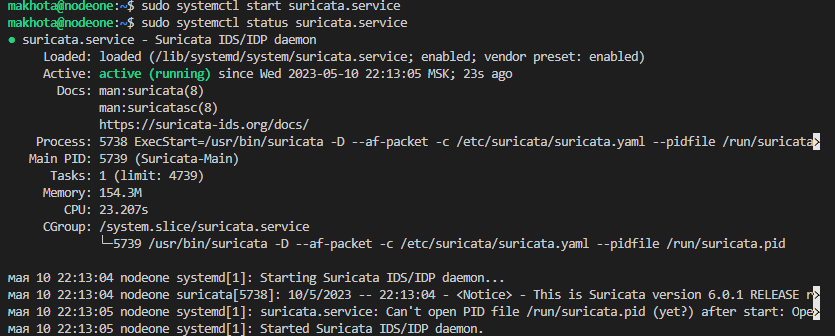 makhota@nodeone:~$ sudo systemctl start suricata.service
makhota@nodeone:~$ sudo systemctl status suricata.service
● suricata.service - Suricata IDS/IDP daemon
Loaded: loaded (/lib/systemd/system/suricata.service; enabled; vendor preset: enabled)
Active: active (running) since Wed 2023-05-10 22:13:05 MSK; 23s ago
Docs: man:suricata(8)
man:suricatasc(8)
https://suricata-ids.org/docs/
Process: 5738 ExecStart=/usr/bin/suricata -D --af-packet -c /etc/suricata/suricata.yaml --pidfile /run/suricata>
Main PID: 5739 (Suricata-Main)
Tasks: 1 (limit: 4739)
Memory: 154.3M
CPU: 23.207s
CGroup: /system.slice/suricata.service
└─5739 /usr/bin/suricata -D --af-packet -c /etc/suricata/suricata.yaml --pidfile /run/suricata.pid
мая 10 22:13:04 nodeone systemd[1]: Starting Suricata IDS/IDP daemon...
мая 10 22:13:04 nodeone suricata[5738]: 10/5/2023 -- 22:13:04 - <Notice> - This is Suricata version 6.0.1 RELEASE r>
мая 10 22:13:05 nodeone systemd[1]: suricata.service: Can't open PID file /run/suricata.pid (yet?) after start: Ope>
мая 10 22:13:05 nodeone systemd[1]: Started Suricata IDS/IDP daemon.